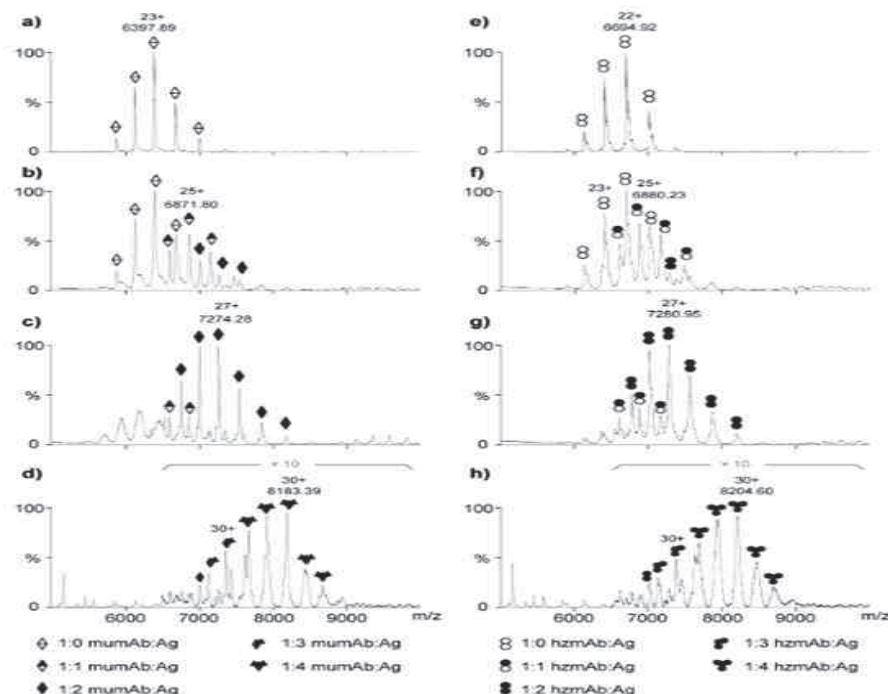 a)
23+
6397.89
100
%
0
b)
25+
6871.80
100
%
0
6000 7000 8000 9000
c)
27+
7274.28
100
%
0
d)
× 10
30+
8183.39
100
30+
%
0
6000 7000 8000 9000 m/z
1:0 mumAb:Ag
1:1 mumAb:Ag
1:2 mumAb:Ag
1:3 mumAb:Ag
1:4 mumAb:Ag
e)
22+
6694.92
100
%
0
f)
23+ 25+
6880.23
100
%
0
6000 7000 8000 9000
g)
27+
7280.95
100
%
0
h)
× 10
30+
8204.60
100
30+
%
0
6000 7000 8000 9000 m/z
1:0 hzmAb:Ag
1:1 hzmAb:Ag
1:2 hzmAb:Ag
1:3 hzmAb:Ag
1:4 hzmAb:Ag